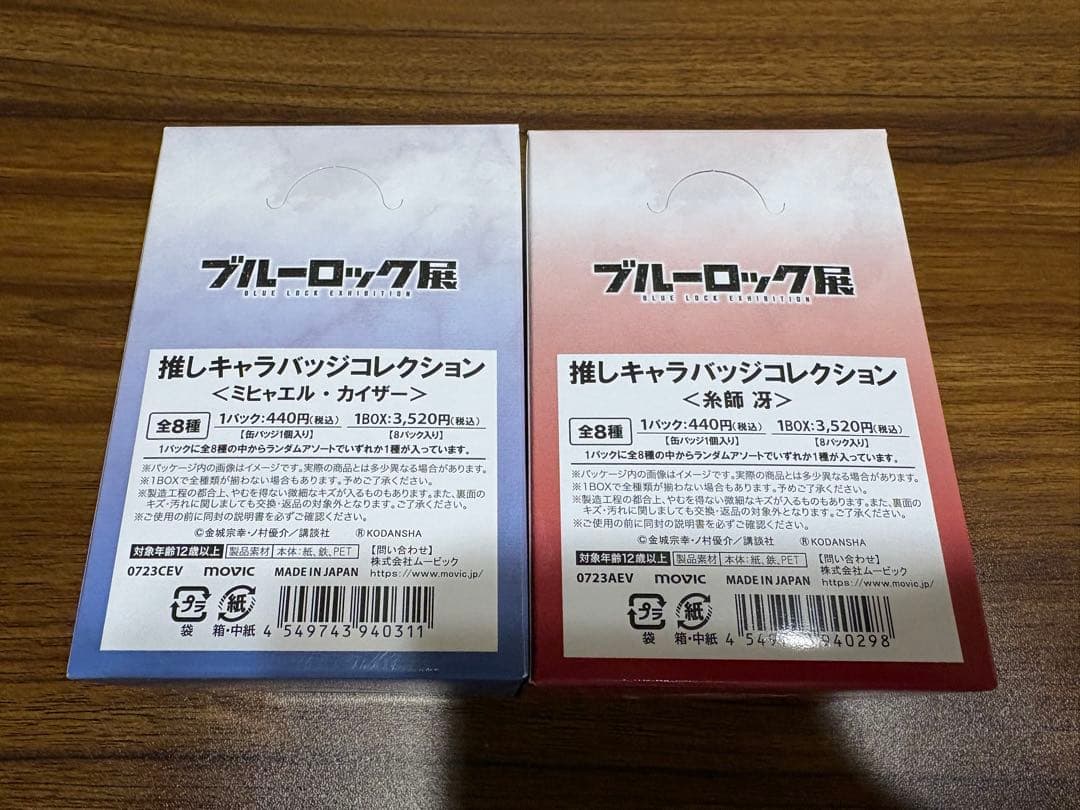 ブルーロック展
BLUE LOCK EXHIBITION
推しキャラバッジコレクション
＜ミヒャエル・カイザー＞
全8種
1パック:440円(税込)
【缶バッジ1個入り】
1BOX:3,520円(税込)
【8パック入り】
1パックに全8種の中からランダムアソートでいずれか1種が入っています。
※パッケージ内の画像はイメージです。実際の商品とは多少異なる場合があります。
※1BOXで全種類が揃わない場合もあります。予めご了承ください。
※製造工程の都合上、やむを得ない微細なキズが入るものもあります。また、裏面の
キズ・汚れに関しましても交換・返品の対象外となります。ご了承ください。
※ご使用の前に同封の説明書を必ずご確認ください。
©金城宗幸・ノ村優介／講談社 ®KODANSHA
対象年齢12歳以上 製品素材 本体:紙、鉄、PET
【問い合わせ】
株式会社ムービック
https://www.movic.jp/
0723CEV movic MADE IN JAPAN
プラ 紙
袋 箱・中紙
4 549743 940311
ブルーロック展
BLUE LOCK EXHIBITION
推しキャラバッジコレクション
＜糸師 冴＞
全8種
1パック:440円(税込)
【缶バッジ1個入り】
1BOX:3,520円(税込)
【8パック入り】
1パックに全8種の中からランダムアソートでいずれか1種が入っています。
※パッケージ内の画像はイメージです。実際の商品とは多少異なる場合があります。
※1BOXで全種類が揃わない場合もあります。予めご了承ください。
※製造工程の都合上、やむを得ない微細なキズが入るものもあります。また、裏面の
キズ・汚れに関しましても交換・返品の対象外となります。ご了承ください。
※ご使用の前に同封の説明書を必ずご確認ください。
©金城宗幸・ノ村優介／講談社 ®KODANSHA
対象年齢12歳以上 製品素材 本体:紙、鉄、PET
【問い合わせ】
株式会社ムービック
https://www.movic.jp/
0723AEV movic MADE IN JAPAN
プラ 紙
袋 箱・中紙
940298